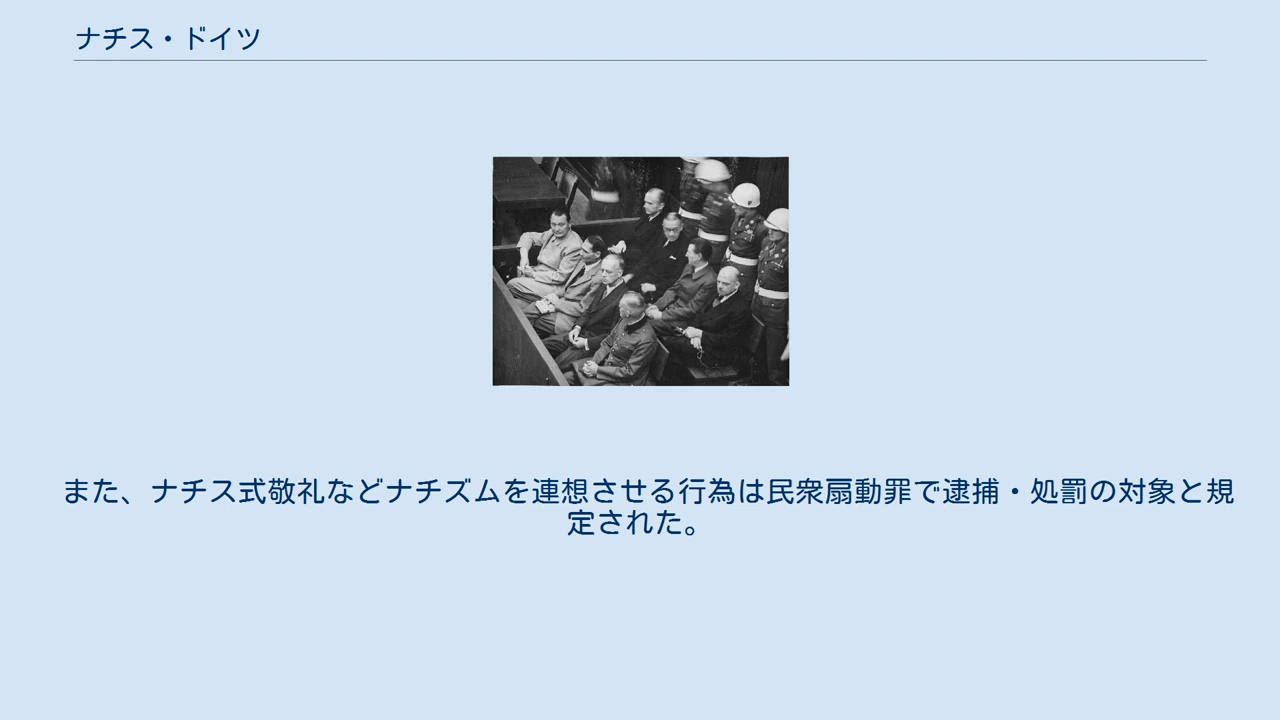 ナチス・ドイツ
また、ナチス式敬礼などナチズムを連想させる行為は民衆扇動罪で逮捕・処罰の対象と規
定された。